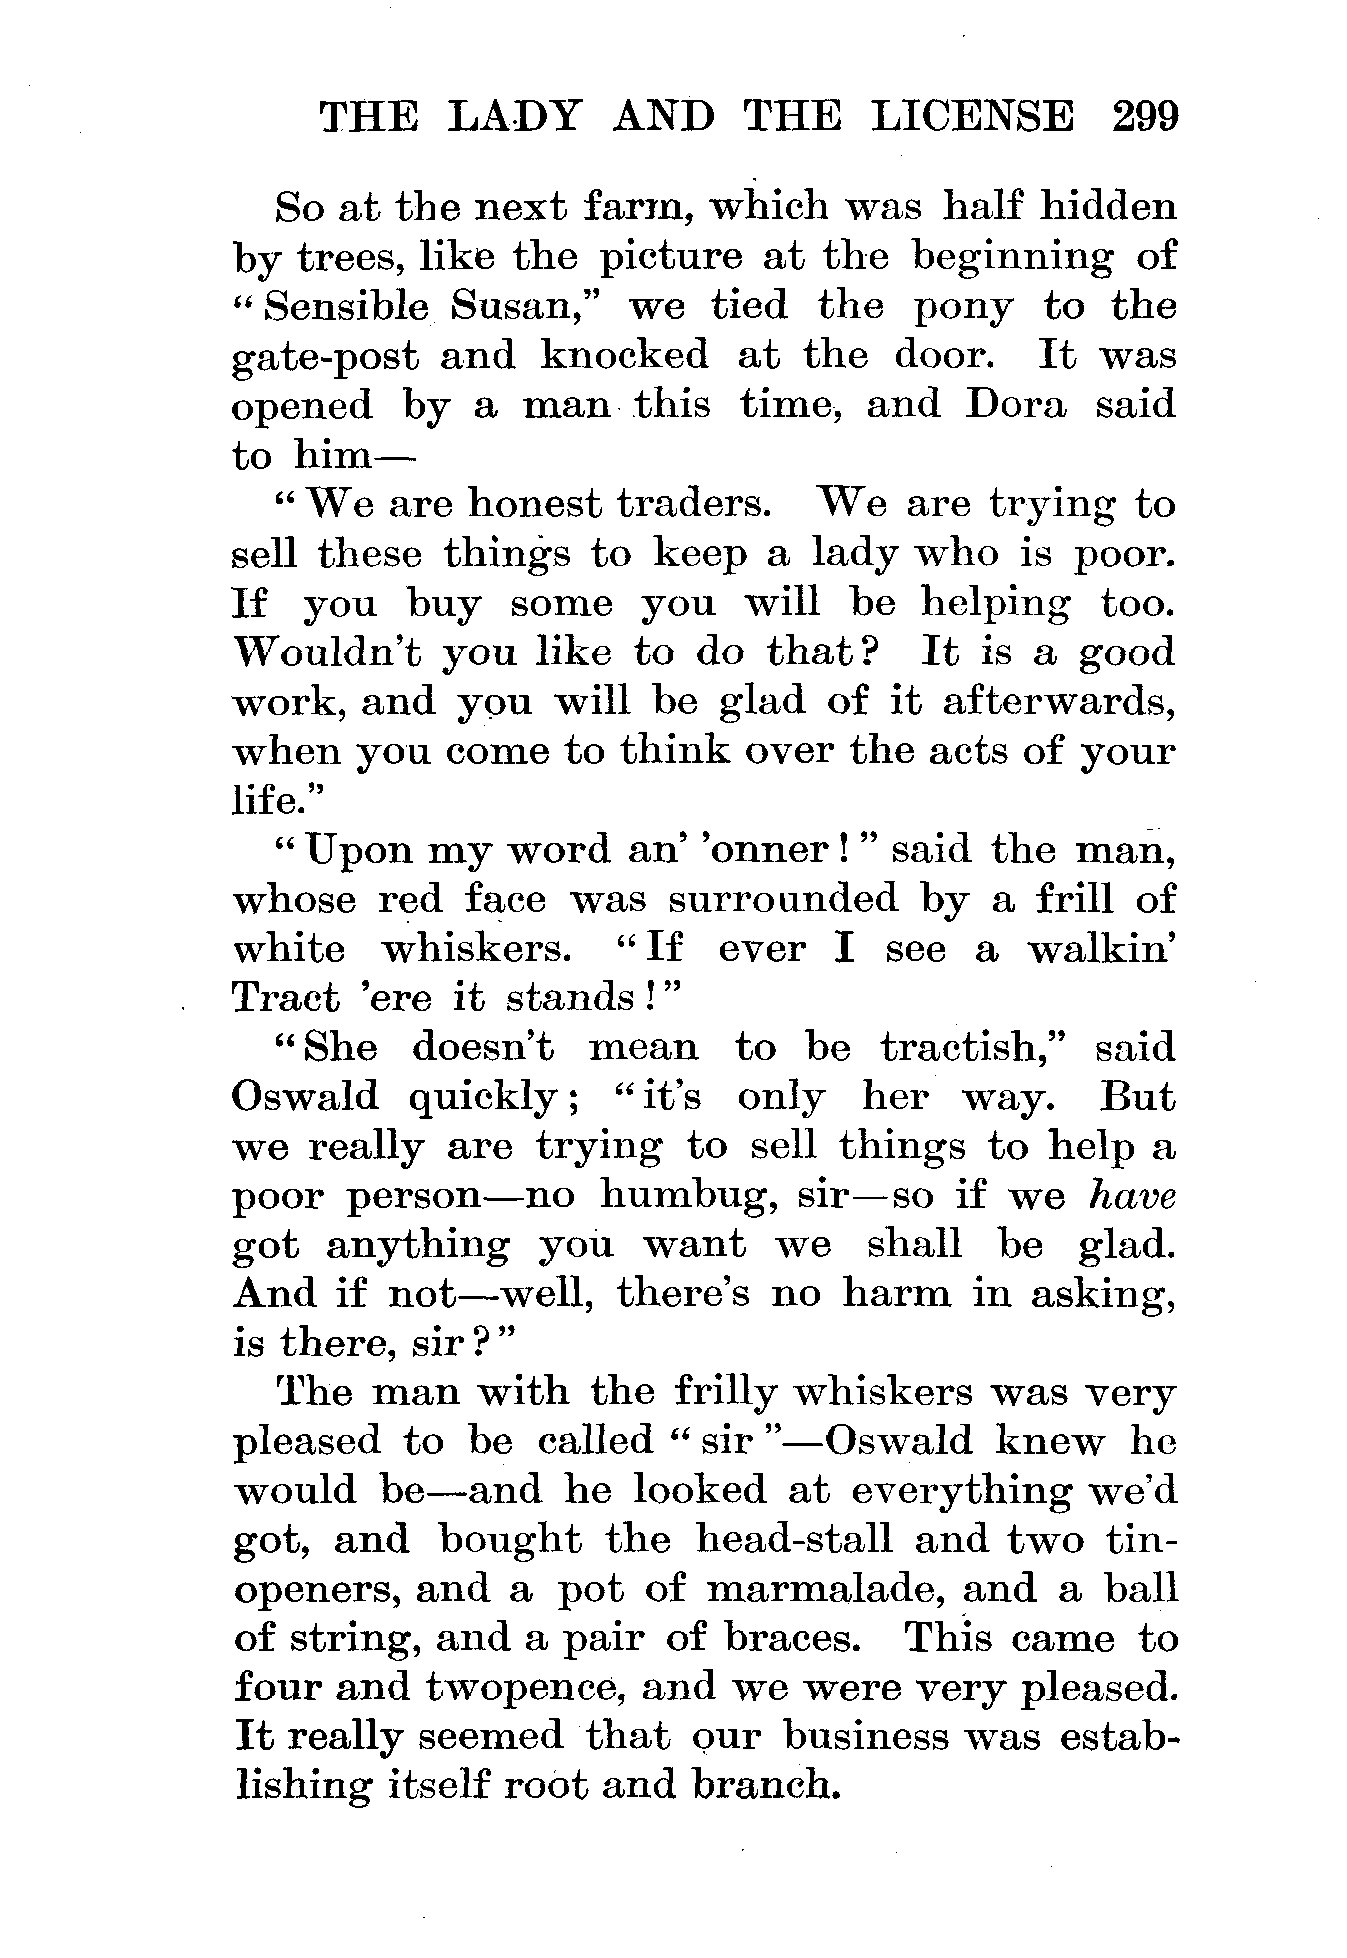 THE LADY AND THE LICENSE 299
So at the next farm, which was half hidden
by trees, like the picture at the beginning of
" Sensible Susan," we tied the pony to the
gate-post and knocked at the door. It was
opened by a man this time, and Dora said
to him—
" We are honest traders. We are trying to
sell these things to keep a lady who is poor.
If you buy some you will be helping too.
Wouldn't you like to do that? It is a good
work, and you will be glad of it afterwards,
when you come to think over the acts of your
life."
" Upon my word an' 'onner ! " said the man,
whose red face was surrounded by a frill of
white whiskers. " If ever I see a walkin'
Tract 'ere it stands ! "
" She doesn't mean to be tractish," said
Oswald quickly ; " it's only her way. But
we really are trying to sell things to help a
poor person—no humbug, sir—so if we have
got anything you want we shall be glad.
And if not—well, there's no harm in asking,
is there, sir ? "
The man with the frilly whiskers was very
pleased to be called " sir "—Oswald knew he
would be—and he looked at everything we'd
got, and bought the head-stall and two tin-
openers, and a pot of marmalade, and a ball
of string, and a pair of braces. This came to
four and twopence, and we were very pleased.
It really seemed that our business was estab-
lishing itself root and branch.